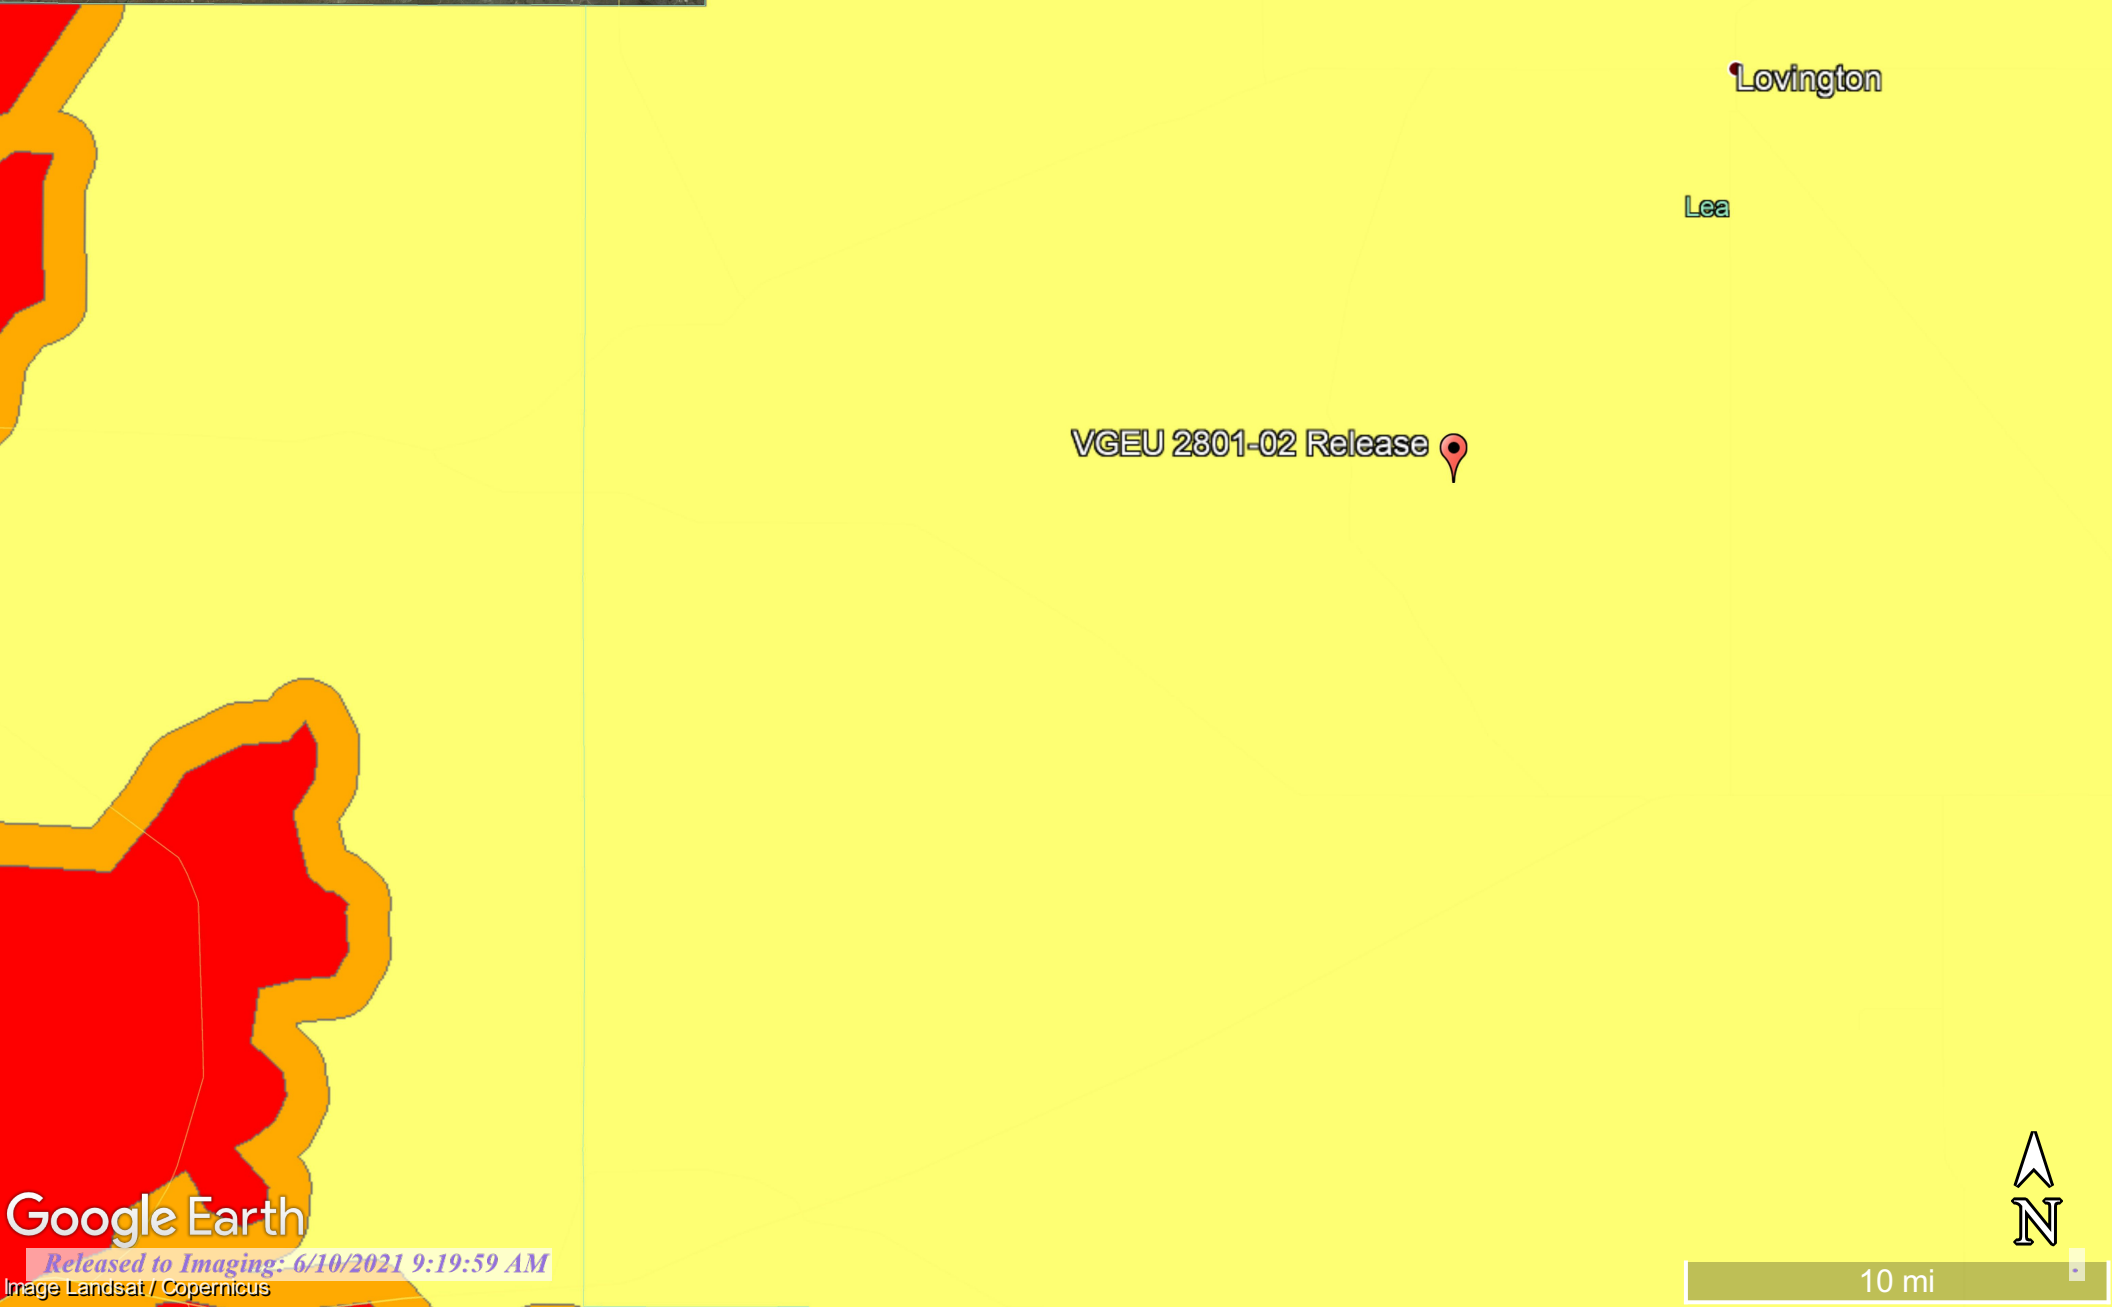 Lovington
Lea
VGEU 2801-02 Release
N
Google Earth
Released to Imaging: 6/10/2021 9:19:59 AM
Image Landsat / Copernicus
10 mi